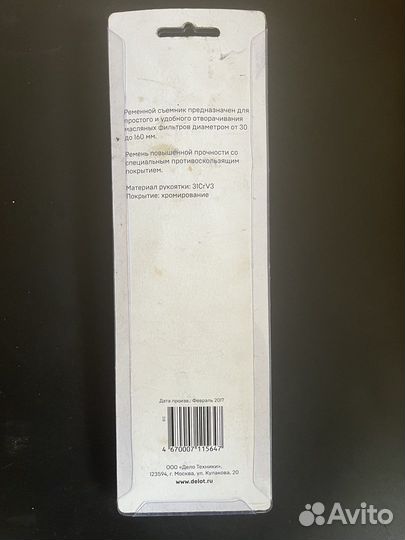 Ременной съемник предназначен для
простого и удобного отворачивания
масляных фильтров диаметром от 30
до 160 мм.
Ремень повышенной прочности со
специальным противоскользящим
покрытием.
Материал рукоятки: 31CrV3
Покрытие: хромирование
Дата произв.: Февраль 2017
4 670007 115647
ООО «Дело Техники»,
123594, г. Москва, ул. Кулакова, 20
www.delot.ru
Avito